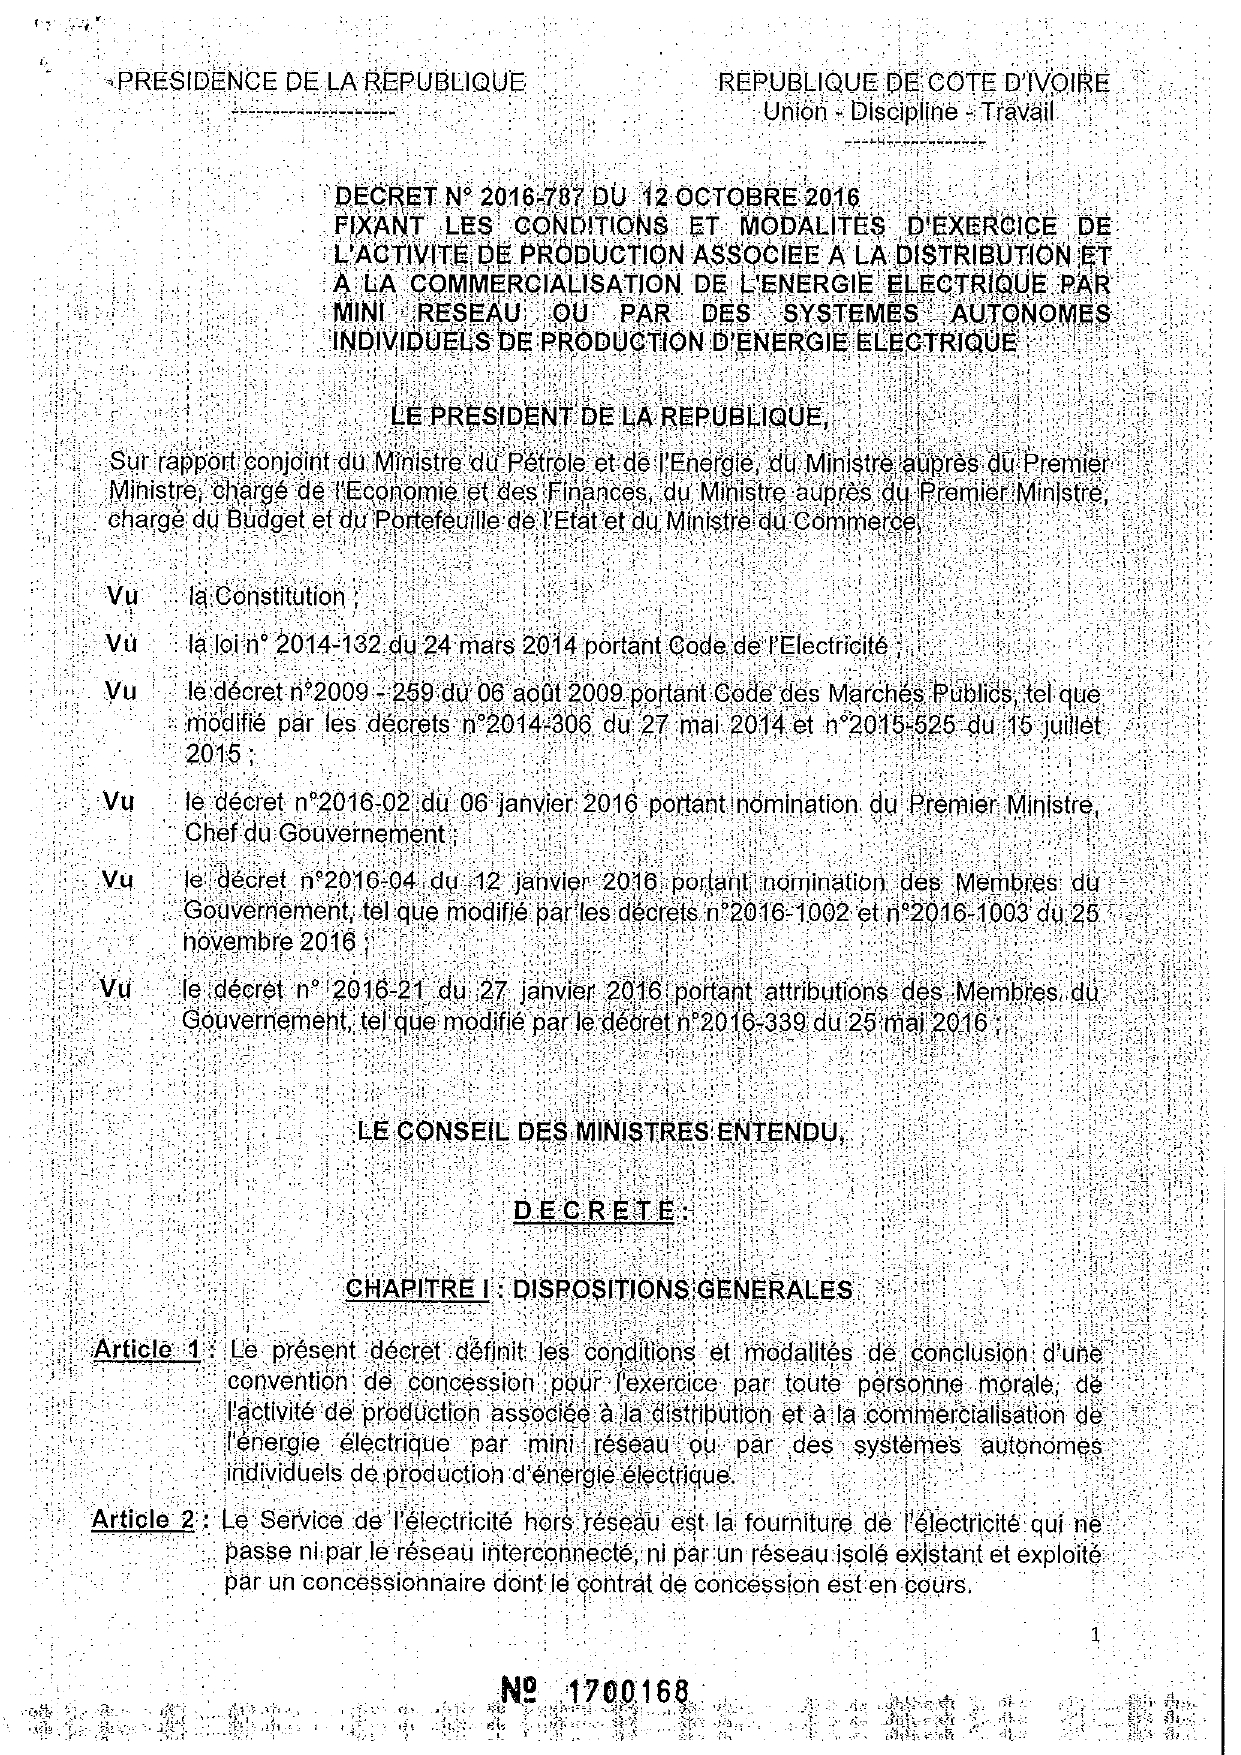 PRESIDENCE DE LA REPUBLIQUE
-------------------
REPUBLIQUE DE COTE D'IVOIRE
Union - Discipline - Travail
----------------
DECRET N° 2016-787 DU 12 OCTOBRE 2016
FIXANT LES CONDITIONS ET MODALITES D'EXERCICE DE
L'ACTIVITE DE PRODUCTION ASSOCIEE A LA DISTRIBUTION ET
A LA COMMERCIALISATION DE L'ENERGIE ELECTRIQUE PAR
MINI RESEAU OU PAR DES SYSTEMES AUTONOMES
INDIVIDUELS DE PRODUCTION D'ENERGIE ELECTRIQUE
LE PRESIDENT DE LA REPUBLIQUE,
Sur rapport conjoint du Ministre du Pétrole et de l'Energie, du Ministre auprès du Premier
Ministre, chargé de l'Economie et des Finances, du Ministre auprès du Premier Ministre,
chargé du Budget et du Portefeuille de l'Etat et du Ministre du Commerce,
Vu la Constitution ;
Vu la loi n° 2014-132 du 24 mars 2014 portant Code de l'Electricité ;
Vu le décret n°2009 - 259 du 06 août 2009 portant Code des Marchés Publics, tel que
modifié par les décrets n°2014-306 du 27 mai 2014 et n°2015-525 du 15 juillet
2015 ;
Vu le décret n°2016-02 du 06 janvier 2016 portant nomination du Premier Ministre,
Chef du Gouvernement ;
Vu le décret n°2016-04 du 12 janvier 2016 portant nomination des Membres du
Gouvernement, tel que modifié par les décrets n°2016-1002 et n°2016-1003 du 25
novembre 2016 ;
Vu le décret n° 2016-21 du 27 janvier 2016 portant attributions des Membres du
Gouvernement, tel que modifié par le décret n°2016-339 du 25 mai 2016 ;
LE CONSEIL DES MINISTRES ENTENDU,
D E C R E T E :
CHAPITRE I : DISPOSITIONS GENERALES
Article 1 : Le présent décret définit les conditions et modalités de conclusion d'une
convention de concession pour l'exercice par toute personne morale, de
l'activité de production associée à la distribution et à la commercialisation de
l'énergie électrique par mini réseau ou par des systèmes autonomes
individuels de production d'énergie électrique.
Article 2 : Le Service de l'électricité hors réseau est la fourniture de l'électricité qui ne
passe ni par le réseau interconnecté, ni par un réseau isolé existant et exploité
par un concessionnaire dont le contrat de concession est en cours.
1
Nº 1700168